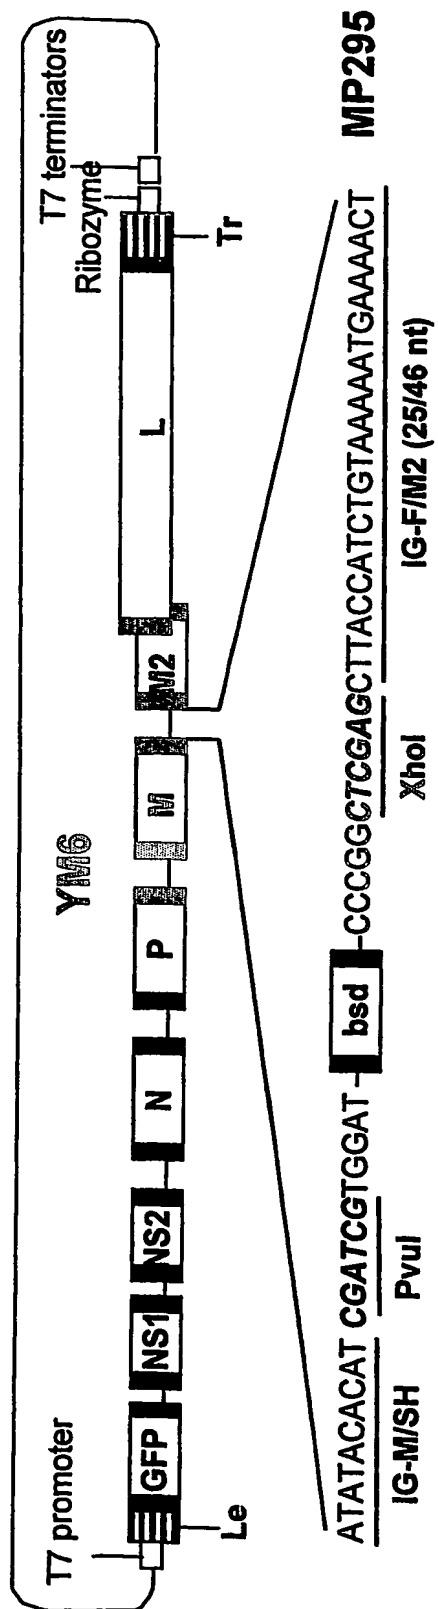 YM6
T7 promoter
T7 terminators
Ribozyme
GFP
NS1
NS2
N
P
M
M2
L
Le
Tr
MP295
ATATACACAT CGATCGTGGAT
bsd
CCCGGCTCGAGCTTACCATCTGTAAAAATGAAAACT
IG-M/SH
PvuI
XhoI
IG-F/M2 (25/46 nt)